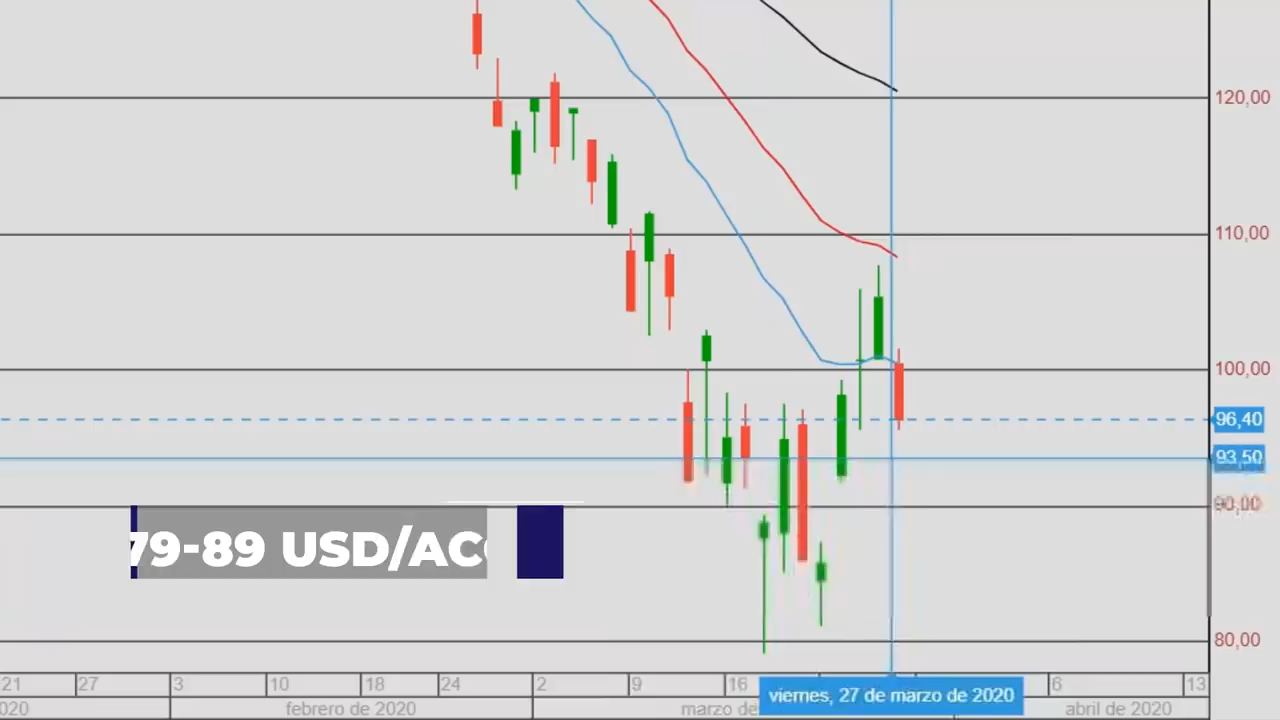 120,00
110,00
100,00
96,40
93,50
90,00
79-89 USD/AC
80,00
21 27 3 10 18 24 2 9 16 6 13
020 febrero de 2020 marzo de abril de 2020
viernes, 27 de marzo de 2020